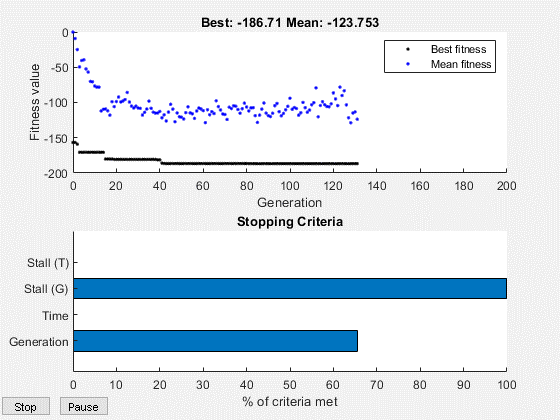 Best: -186.71 Mean: -123.753
Fitness value
0
-50
-100
-150
-200
Best fitness
Mean fitness
0 20 40 60 80 100 120 140 160 180 200
Generation
Stopping Criteria
Stall (T)
Stall (G)
Time
Generation
0 10 20 30 40 50 60 70 80 90 100
% of criteria met
Stop Pause